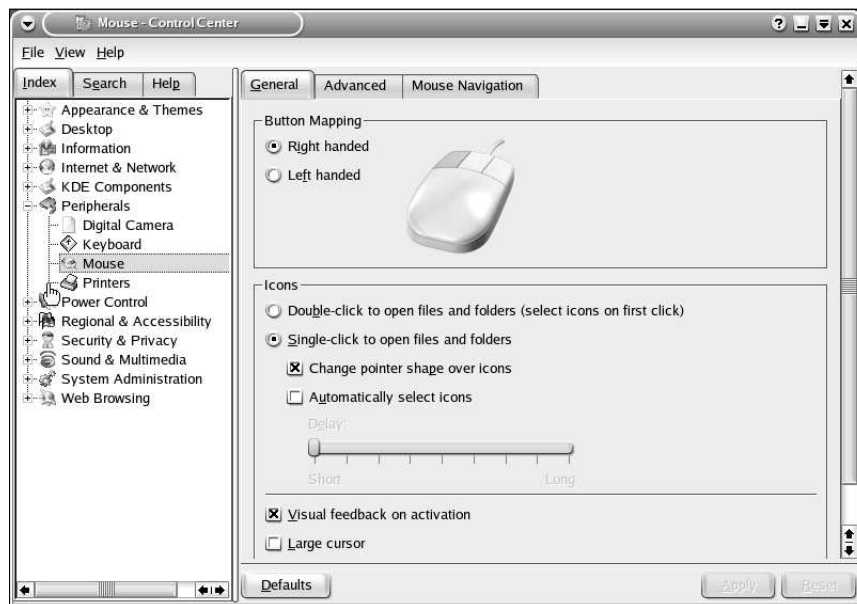 Mouse - Control Center
File View Help
Index Search Help
Appearance & Themes
Desktop
Information
Internet & Network
KDE Components
Peripherals
Digital Camera
Keyboard
Mouse
Printers
Power Control
Regional & Accessibility
Security & Privacy
Sound & Multimedia
System Administration
Web Browsing
General Advanced Mouse Navigation
Button Mapping
Right handed
Left handed
Icons
Double-click to open files and folders (select icons on first click)
Single-click to open files and folders
Change pointer shape over icons
Automatically select icons
Delay:
Short Long
Visual feedback on activation
Large cursor
Defaults Apply Reset